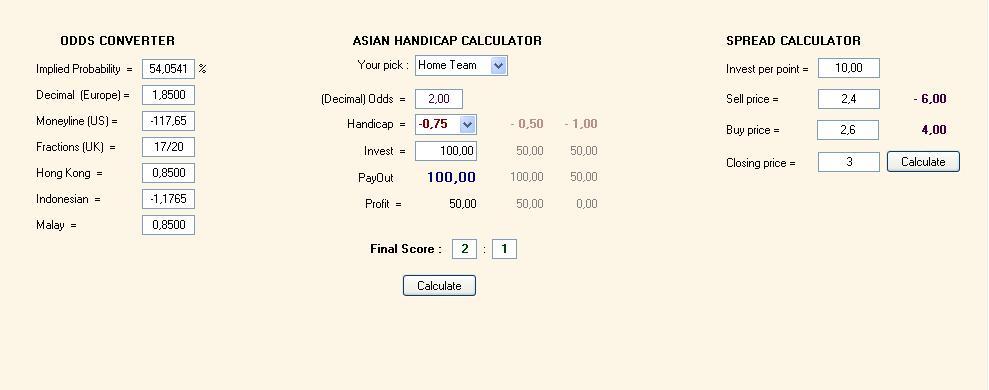 ODDS CONVERTER
Implied Probability = 54,0541 %
Decimal (Europe) = 1,8500
Moneyline (US) = -117,65
Fractions (UK) = 17/20
Hong Kong = 0,8500
Indonesian = -1,1765
Malay = 0,8500
ASIAN HANDICAP CALCULATOR
Your pick : Home Team
(Decimal) Odds = 2,00
Handicap = -0,75 - 0,50 - 1,00
Invest = 100,00 50,00 50,00
PayOut 100,00 100,00 50,00
Profit = 50,00 50,00 0,00
Final Score : 2 : 1
Calculate
SPREAD CALCULATOR
Invest per point = 10,00
Sell price = 2,4 - 6,00
Buy price = 2,6 4,00
Closing price = 3 Calculate